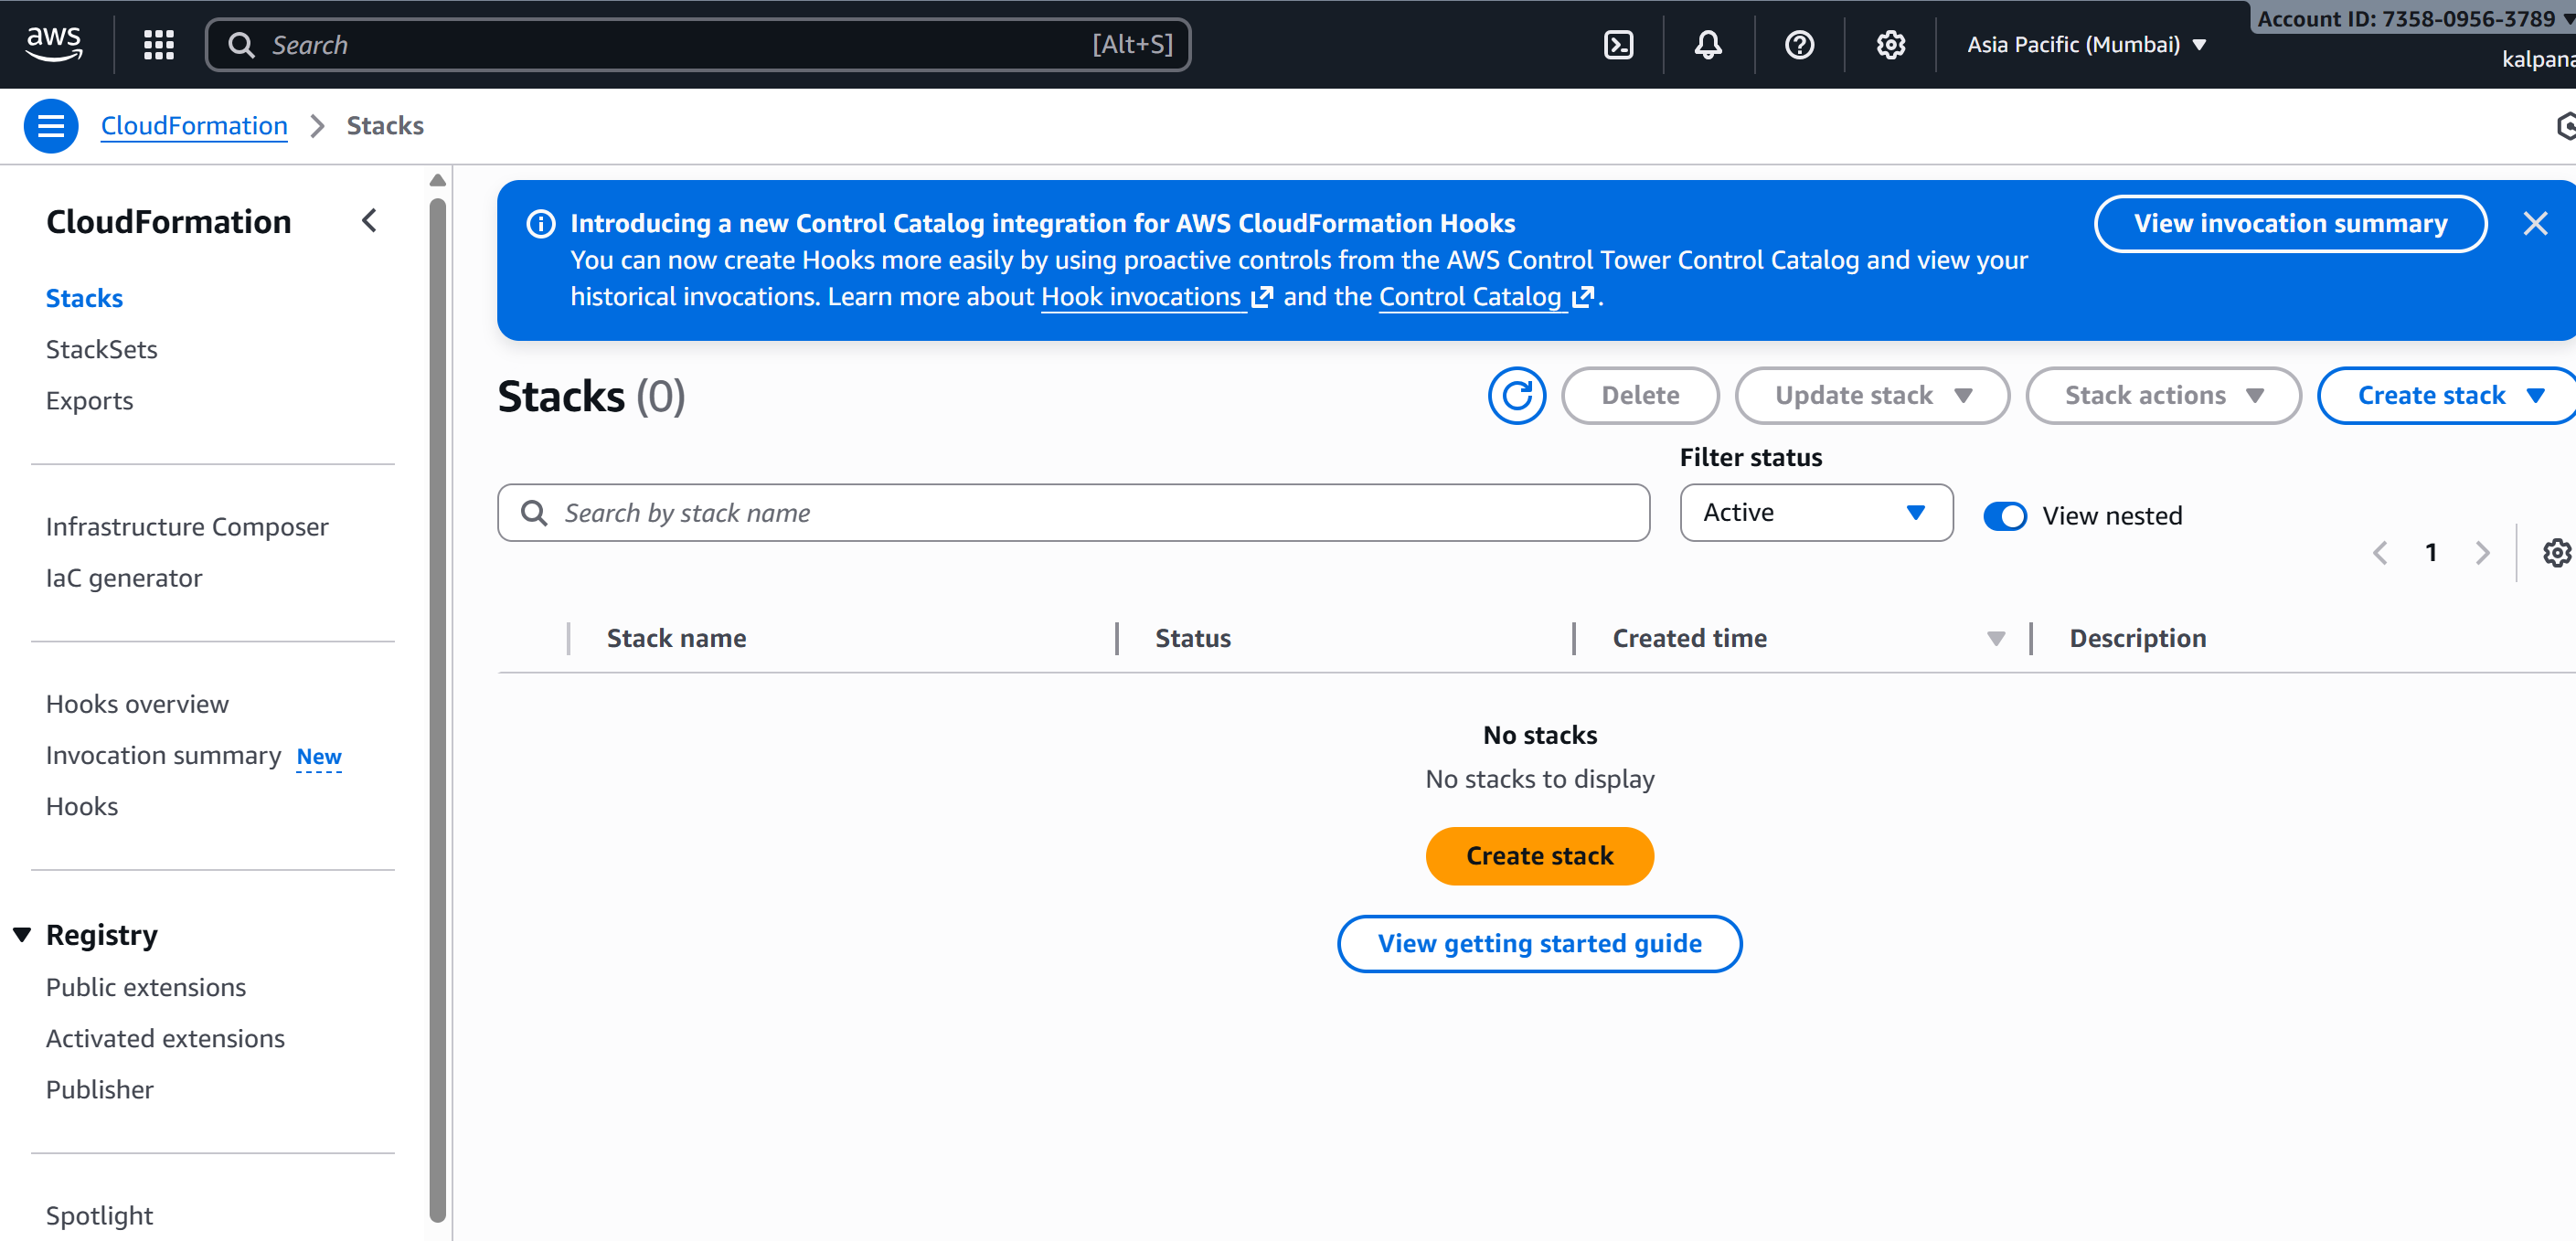 aws
Search
[Alt+S]
Asia Pacific (Mumbai)
Account ID: 7358-0956-3789
kalpana
CloudFormation
Stacks
CloudFormation
Stacks
StackSets
Exports
Infrastructure Composer
IaC generator
Hooks overview
Invocation summary New
Hooks
Registry
Public extensions
Activated extensions
Publisher
Spotlight
Introducing a new Control Catalog integration for AWS CloudFormation Hooks
You can now create Hooks more easily by using proactive controls from the AWS Control Tower Control Catalog and view your
historical invocations. Learn more about Hook invocations and the Control Catalog .
View invocation summary
Stacks (0)
Delete
Update stack
Stack actions
Create stack
Search by stack name
Filter status
Active
View nested
1
Stack name
Status
Created time
Description
No stacks
No stacks to display
Create stack
View getting started guide